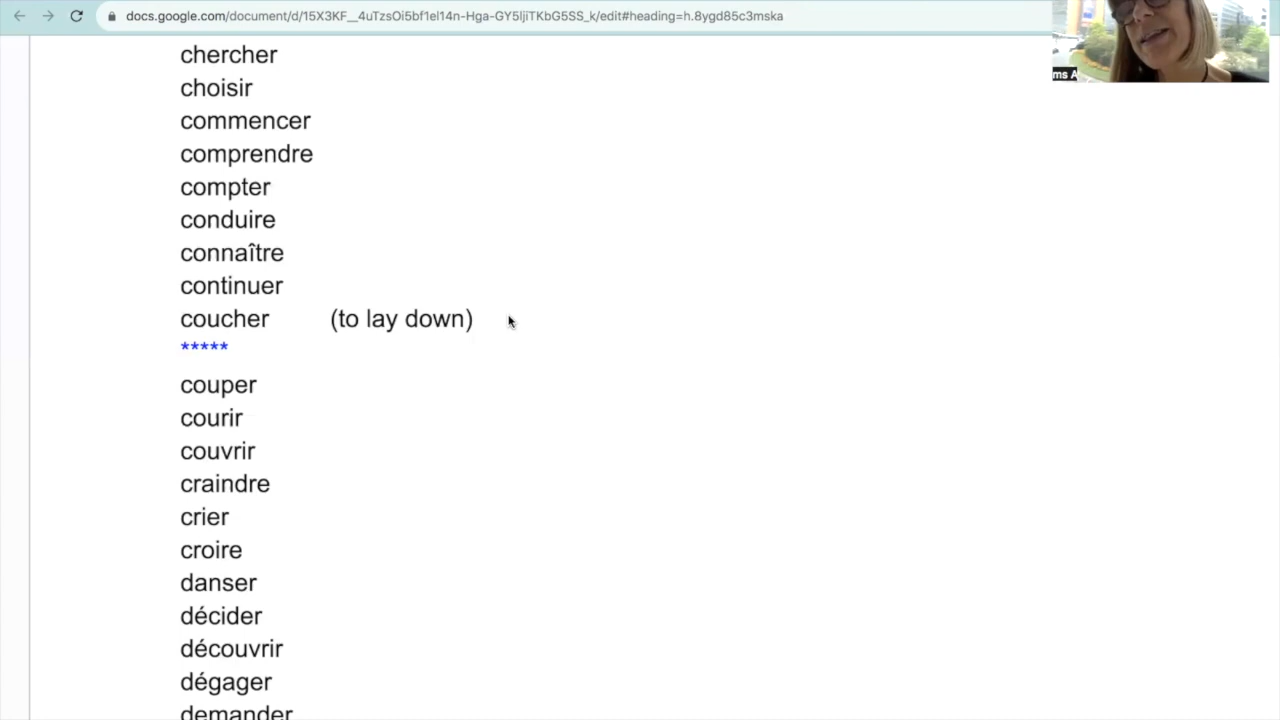 docs.google.com/document/d/15X3KF__4uTzsOi5bf1el14n-Hga-GY5ljiTKbG5SS_k/edit#heading=h.8ygd85c3mska
ms A
chercher
choisir
commencer
comprendre
compter
conduire
connaître
continuer
coucher (to lay down)
*****
couper
courir
couvrir
craindre
crier
croire
danser
décider
découvrir
dégager
demander